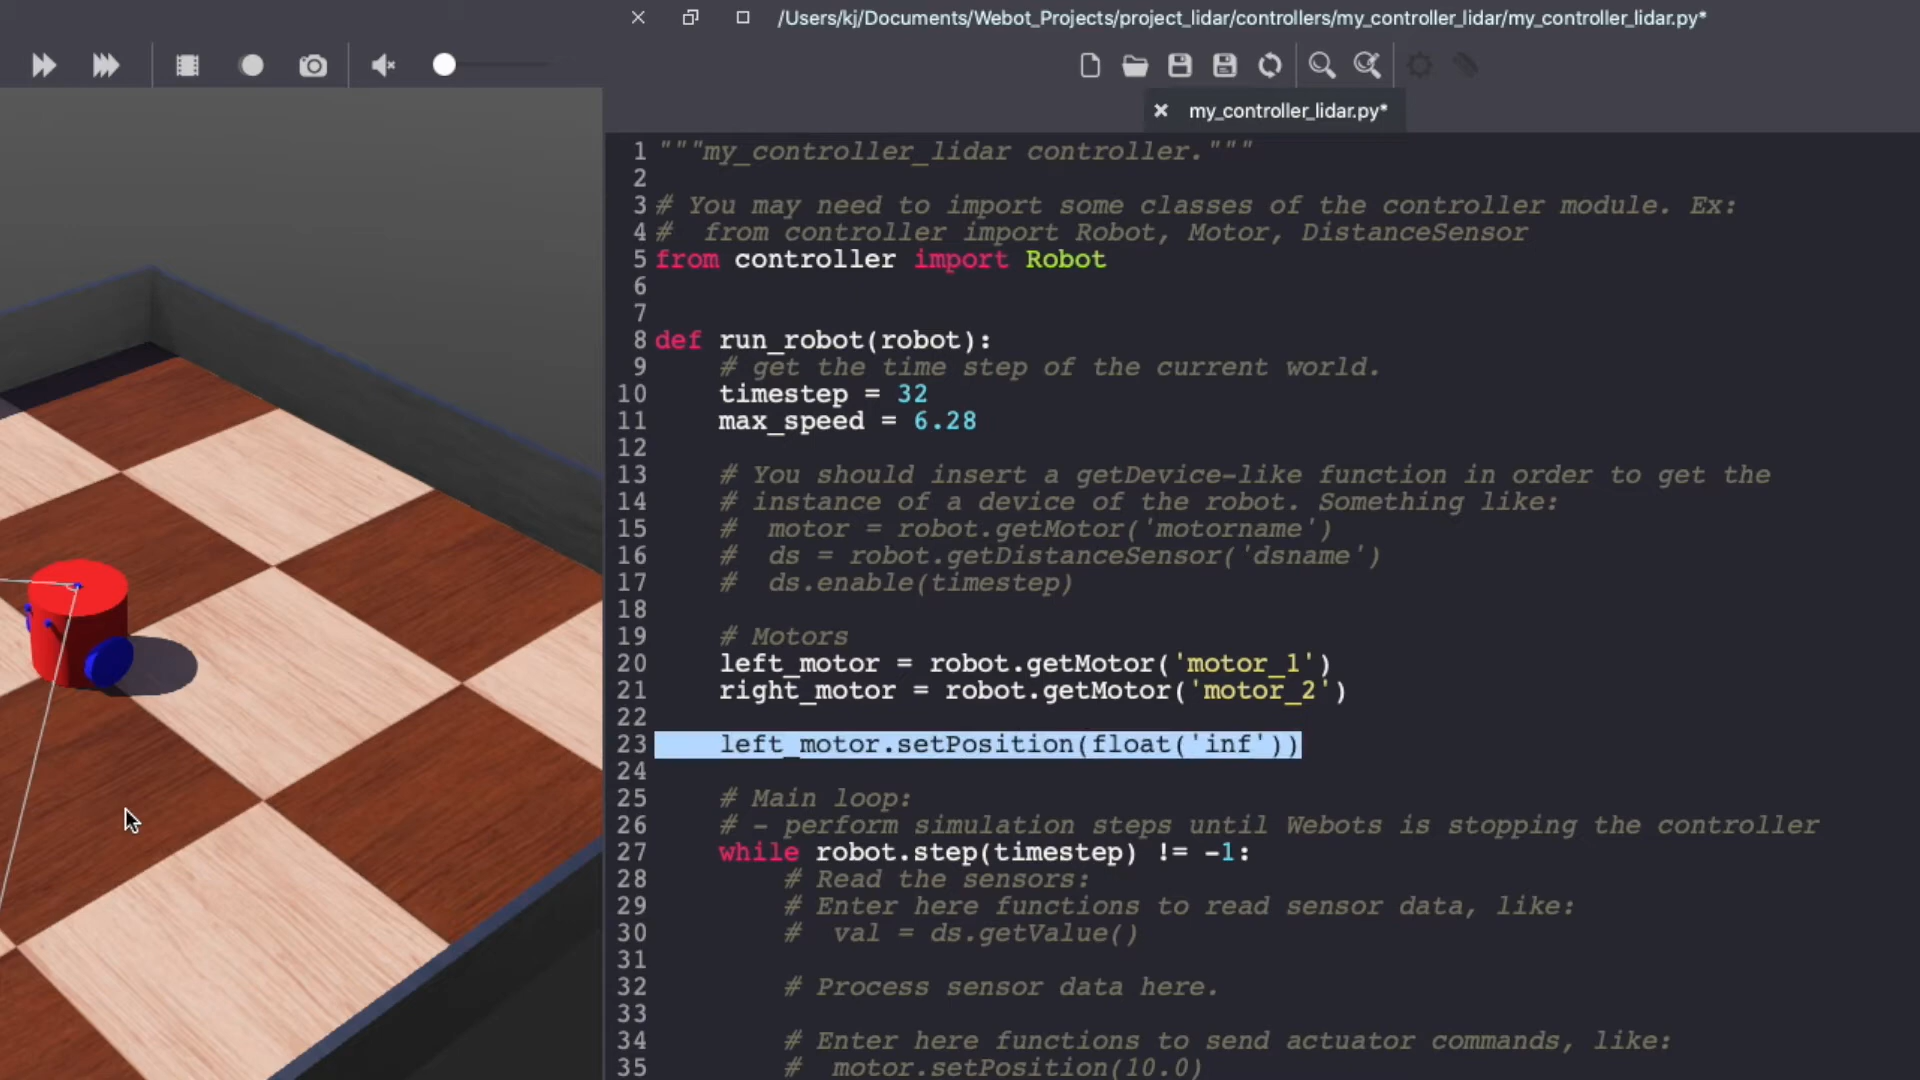 /Users/kj/Documents/Webot_Projects/project_lidar/controllers/my_controller_lidar/my_controller_lidar.py*
my_controller_lidar.py*
1 """my_controller_lidar controller."""
2
3 # You may need to import some classes of the controller module. Ex:
4 #  from controller import Robot, Motor, DistanceSensor
5 from controller import Robot
6
7
8 def run_robot(robot):
9     # get the time step of the current world.
10     timestep = 32
11     max_speed = 6.28
12
13     # You should insert a getDevice-like function in order to get the
14     # instance of a device of the robot. Something like:
15     #  motor = robot.getMotor('motorname')
16     #  ds = robot.getDistanceSensor('dsname')
17     #  ds.enable(timestep)
18
19     # Motors
20     left_motor = robot.getMotor('motor_1')
21     right_motor = robot.getMotor('motor_2')
22
23     left_motor.setPosition(float('inf'))
24
25     # Main loop:
26     # - perform simulation steps until Webots is stopping the controller
27     while robot.step(timestep) != -1:
28         # Read the sensors:
29         # Enter here functions to read sensor data, like:
30         #  val = ds.getValue()
31
32         # Process sensor data here.
33
34         # Enter here functions to send actuator commands, like:
35         #  motor.setPosition(10.0)